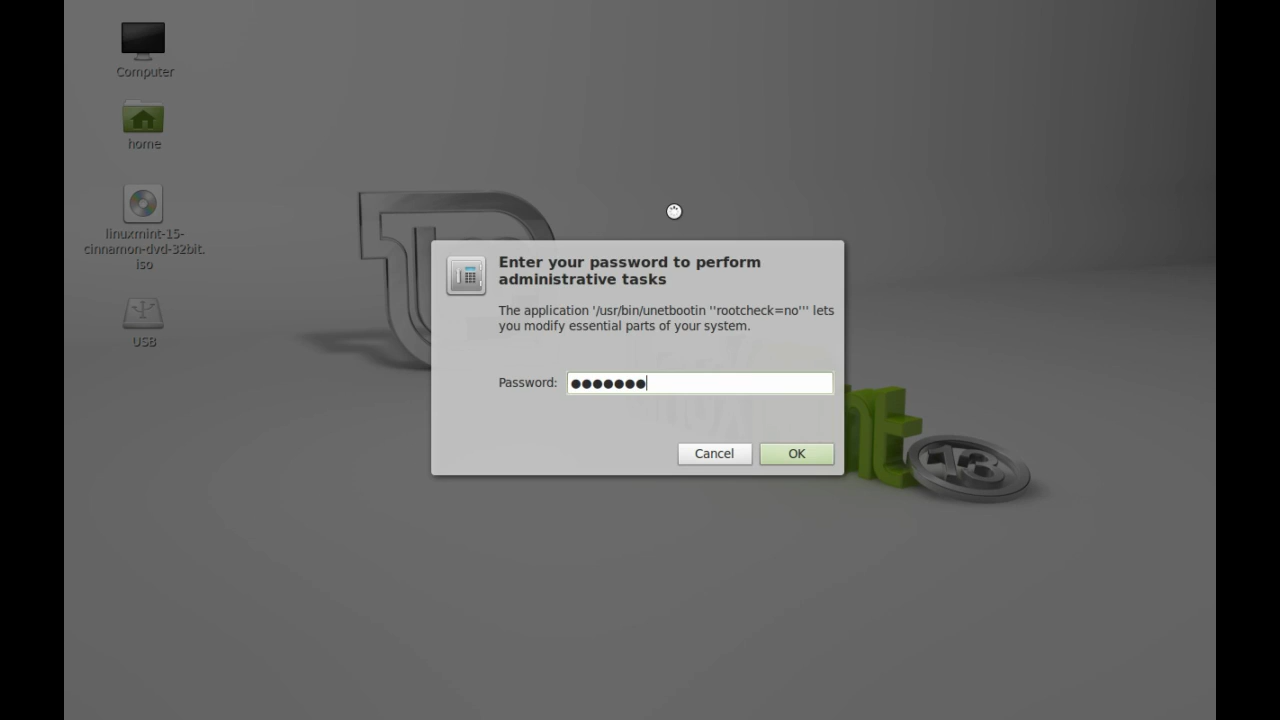 Computer
home
linuxmint-15-
cinnamon-dvd-32bit.
iso
USB
Enter your password to perform
administrative tasks
The application '/usr/bin/unetbootin ''rootcheck=no''' lets
you modify essential parts of your system.
Password: ●●●●●●●
Cancel OK
13